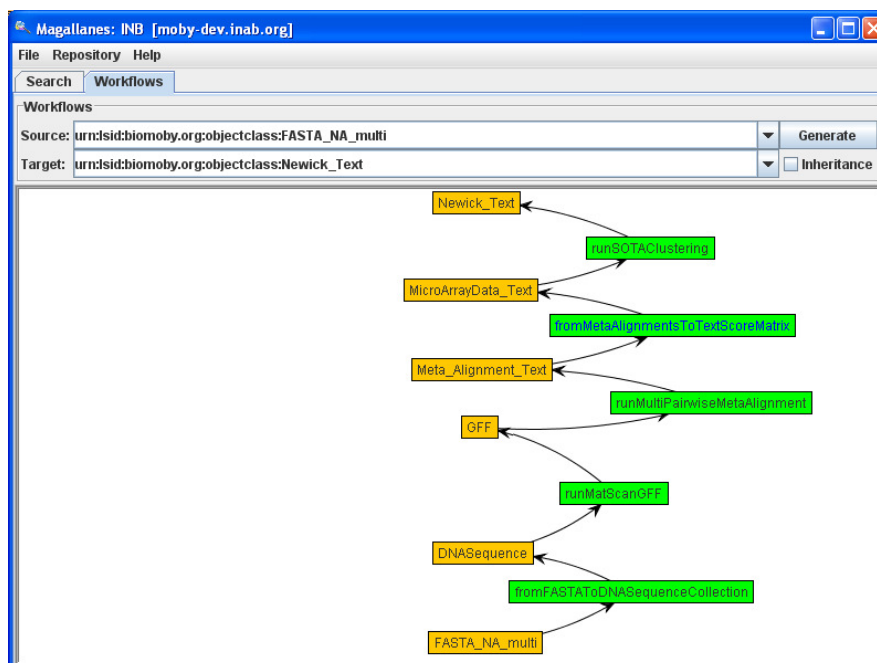 Magallanes: INB [moby-dev.inab.org]
File Repository Help
Search Workflows
Workflows
Source: urn:lsid:biomoby.org:objectclass:FASTA_NA_multi Generate
Target: urn:lsid:biomoby.org:objectclass:Newick_Text Inheritance
Newick_Text
runSOTAClustering
MicroArrayData_Text
fromMetaAlignmentsToTextScoreMatrix
Meta_Alignment_Text
runMultiPairwiseMetaAlignment
GFF
runMatScanGFF
DNASequence
fromFASTAToDNASequenceCollection
FASTA_NA_multi